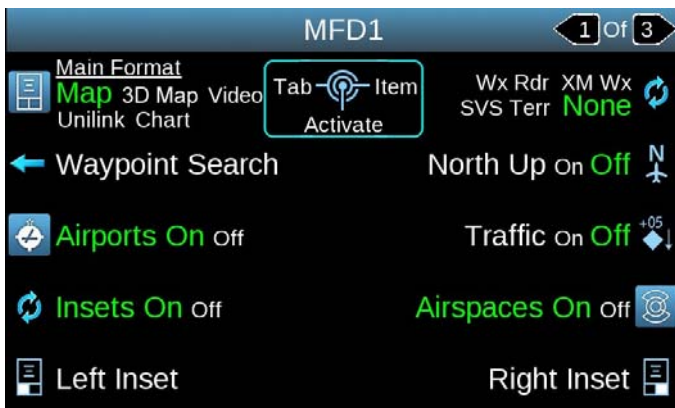 MFD1
1 Of 3
Main Format
Map 3D Map Video
Unilink Chart
Tab Item
Activate
Wx Rdr XM Wx
SVS Terr None
Waypoint Search
North Up On Off
N
Airports On Off
Traffic On Off
+05
Insets On Off
Airspaces On Off
Left Inset
Right Inset